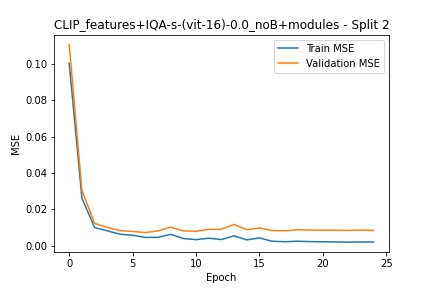 CLIP_features+IQA-s-(vit-16)-0.0_noB+modules - Split 2
Train MSE
Validation MSE
0.10
0.08
0.06
0.04
0.02
0.00
MSE
0 5 10 15 20 25
Epoch